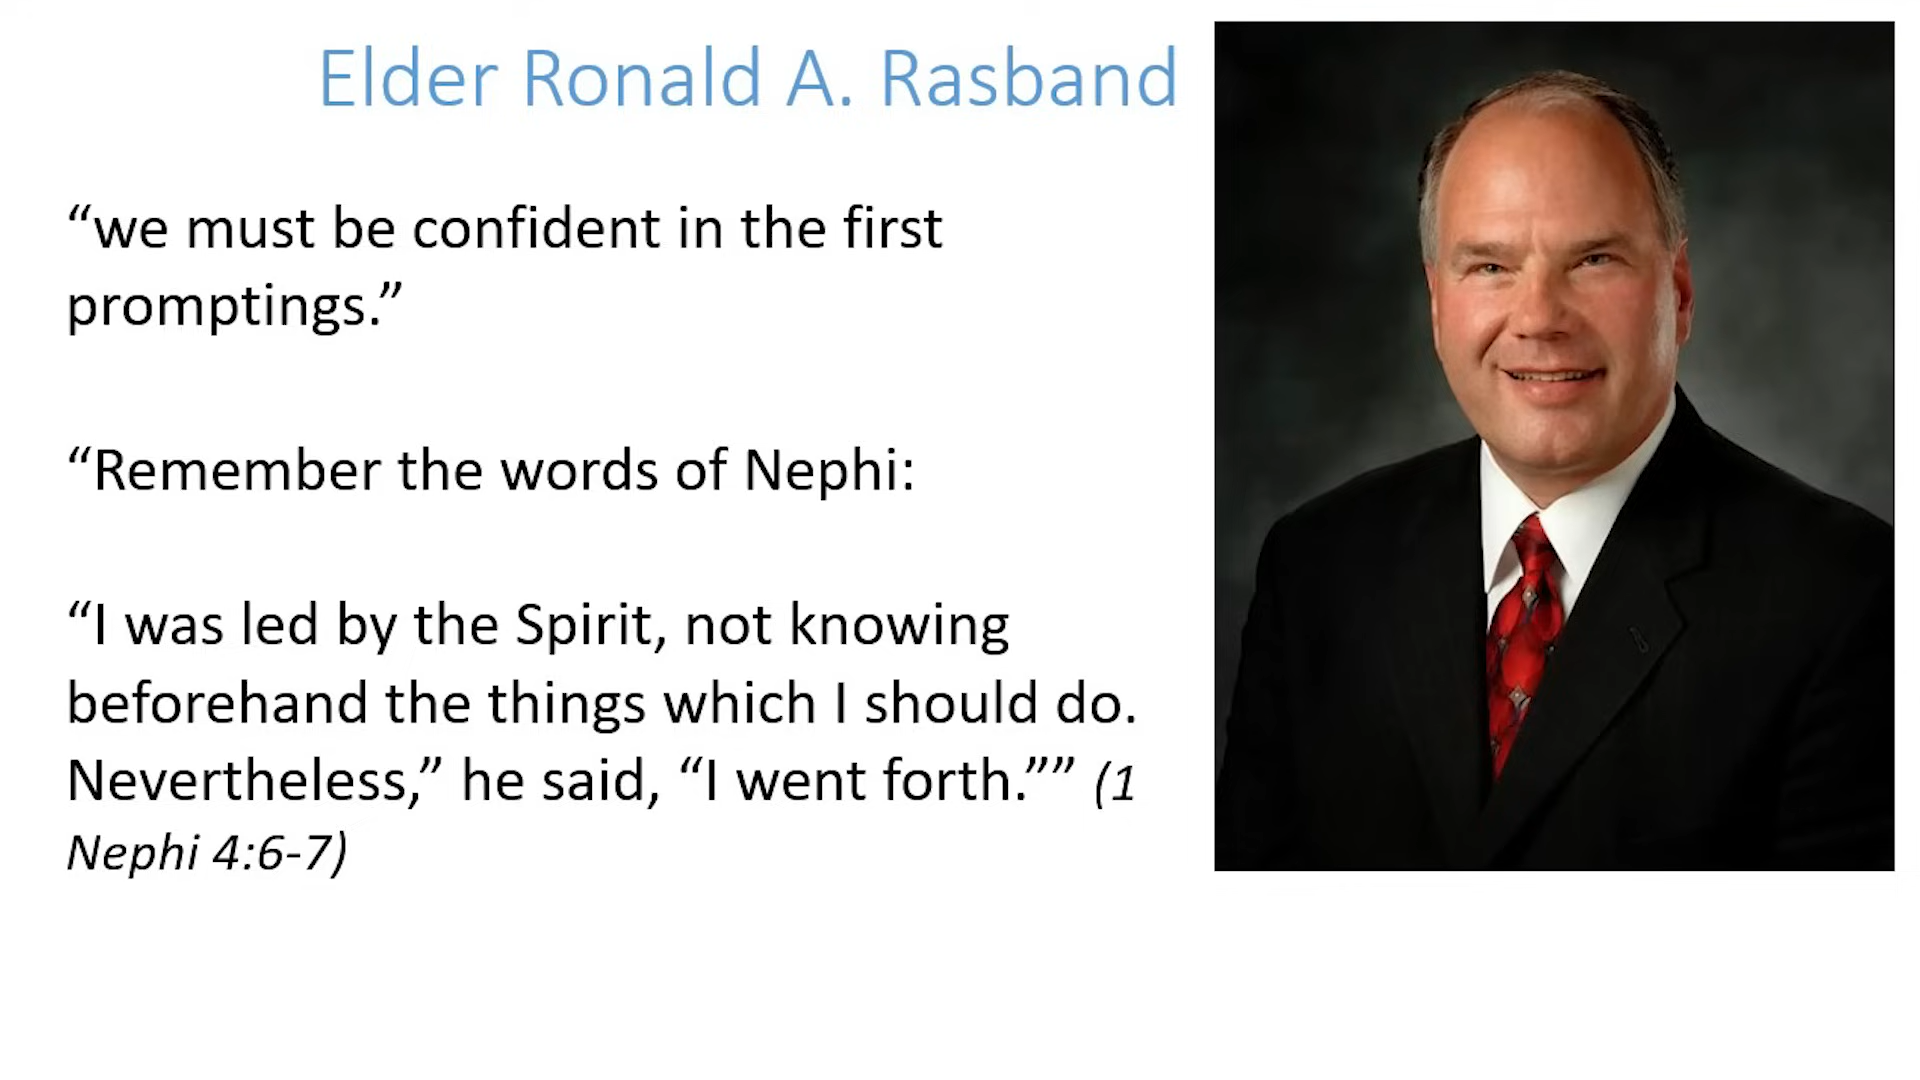 Elder Ronald A. Rasband
“we must be confident in the first
promptings.”
“Remember the words of Nephi:
“I was led by the Spirit, not knowing
beforehand the things which I should do.
Nevertheless,” he said, “I went forth.”” (1
Nephi 4:6-7)